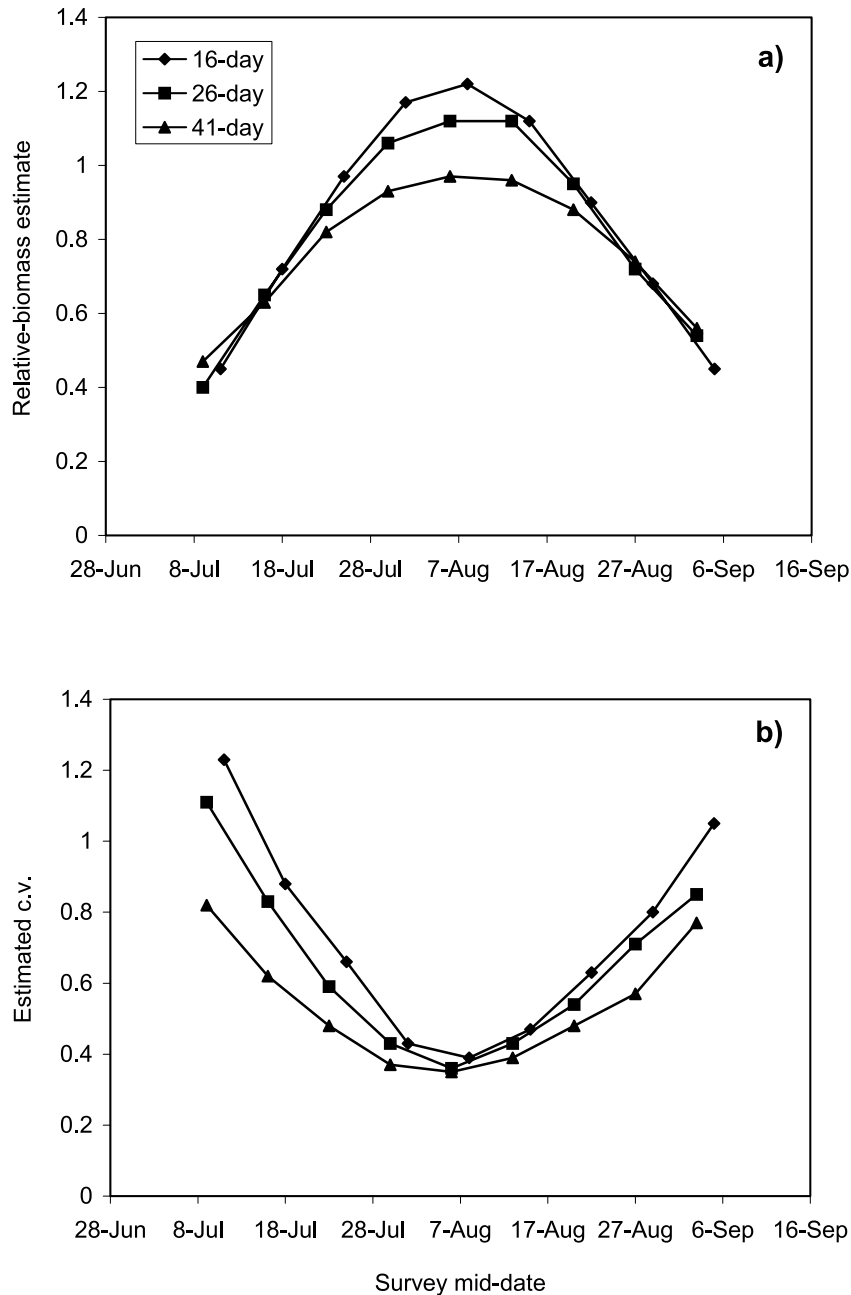 a)
16-day
26-day
41-day
Relative-biomass estimate
1.4
1.2
1
0.8
0.6
0.4
0.2
0
28-Jun 8-Jul 18-Jul 28-Jul 7-Aug 17-Aug 27-Aug 6-Sep 16-Sep
b)
Estimated c.v.
1.4
1.2
1
0.8
0.6
0.4
0.2
0
28-Jun 8-Jul 18-Jul 28-Jul 7-Aug 17-Aug 27-Aug 6-Sep 16-Sep
Survey mid-date